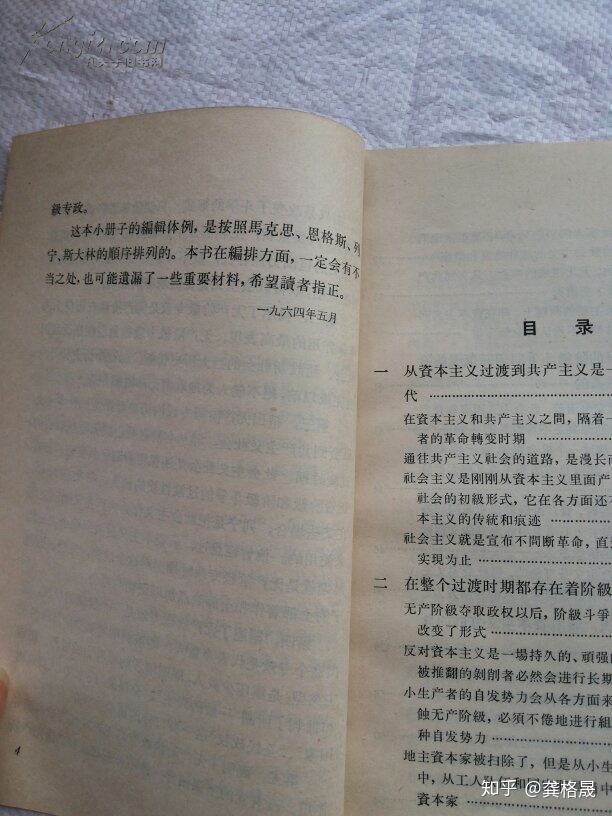 Kongfz.com
孔夫子旧书网
級专政。
这本小册子的編輯体例，是按照馬克思、恩格斯、列
宁、斯大林的順序排列的。本书在編排方面，一定会有不
当之处，也可能遺漏了一些重要材料，希望讀者指正。
一九六四年五月
4
目 录
一 从資本主义过渡到共产主义是一
代
在資本主义和共产主义之間，隔着一
者的革命轉变时期
通往共产主义社会的道路，是漫长
社会主义是刚刚从資本主义里面产
社会的初級形式，它在各方面还
本主义的传統和痕迹
社会主义就是宣布不間断革命，直
实現为止
二 在整个过渡时期都存在着阶級
无产阶級夺取政权以后，阶級斗爭
改变了形式
反对資本主义是一場持久的、頑强
被推翻的剝削者必然会进行长期
小生产者的自发势力会从各方面来
蝕无产阶級，必須不倦地进行組
种自发势力
地主資本家被扫除了，但是从小生
中，从工人
資本家
知乎 @龚格晟